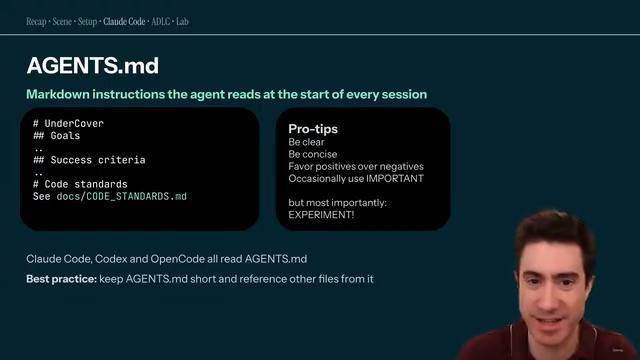 Recap • Scene • Setup • Claude Code • ADLC • Lab
AGENTS.md
Markdown instructions the agent reads at the start of every session
# UnderCover
## Goals
..
## Success criteria
..
# Code standards
See docs/CODE_STANDARDS.md
Pro-tips
Be clear
Be concise
Favor positives over negatives
Occasionally use IMPORTANT
but most importantly:
EXPERIMENT!
Claude Code, Codex and OpenCode all read AGENTS.md
Best practice: keep AGENTS.md short and reference other files from it